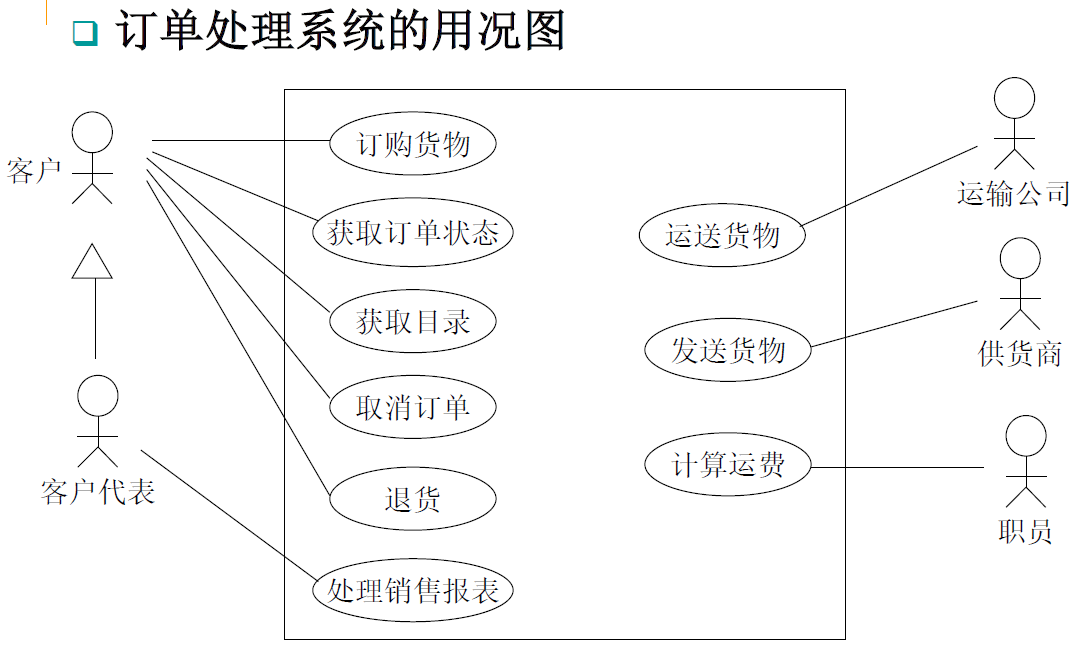 订单处理系统的用况图
客户
订购货物
获取订单状态
获取目录
取消订单
退货
客户代表
处理销售报表
运送货物
运输公司
发送货物
供货商
计算运费
职员